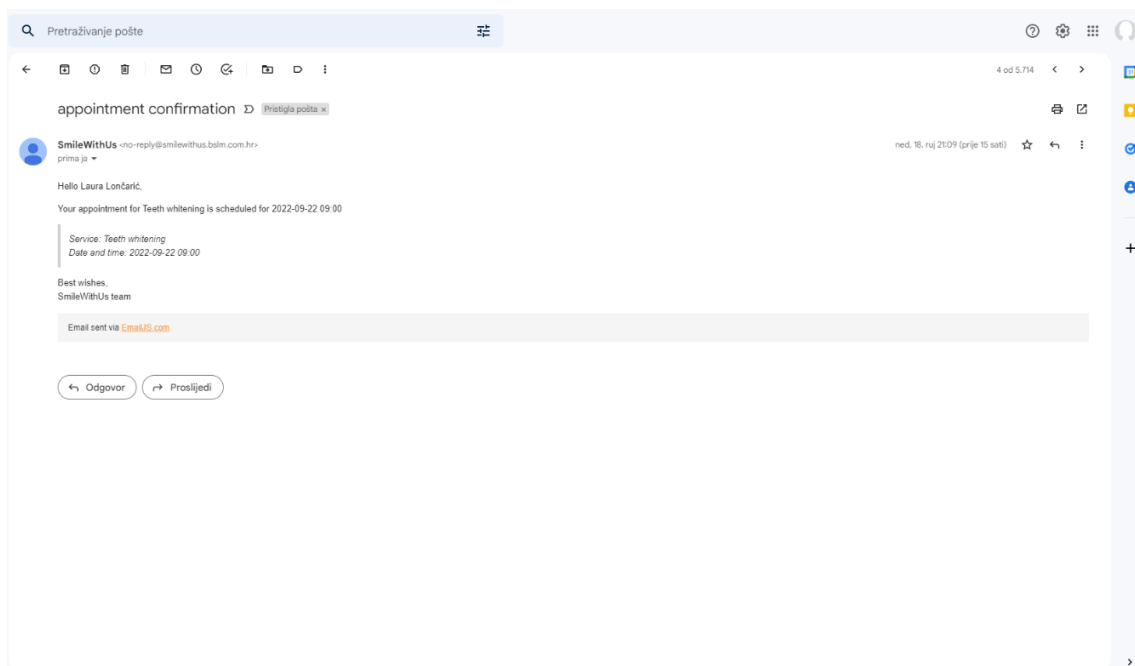 Pretraživanje pošte
4 od 5.714
appointment confirmation Pristigla pošta ×
SmileWithUs <no-reply@smilewithus.bslm.com.hr>
ned, 18. ruj 21:09 (prije 15 sati)
prima ja
Hello Laura Lončarić,
Your appointment for Teeth whitening is scheduled for 2022-09-22 09:00
Service: Teeth whitening
Date and time: 2022-09-22 09:00
Best wishes,
SmileWithUs team
Email sent via EmailJS.com
Odgovor
Proslijedi